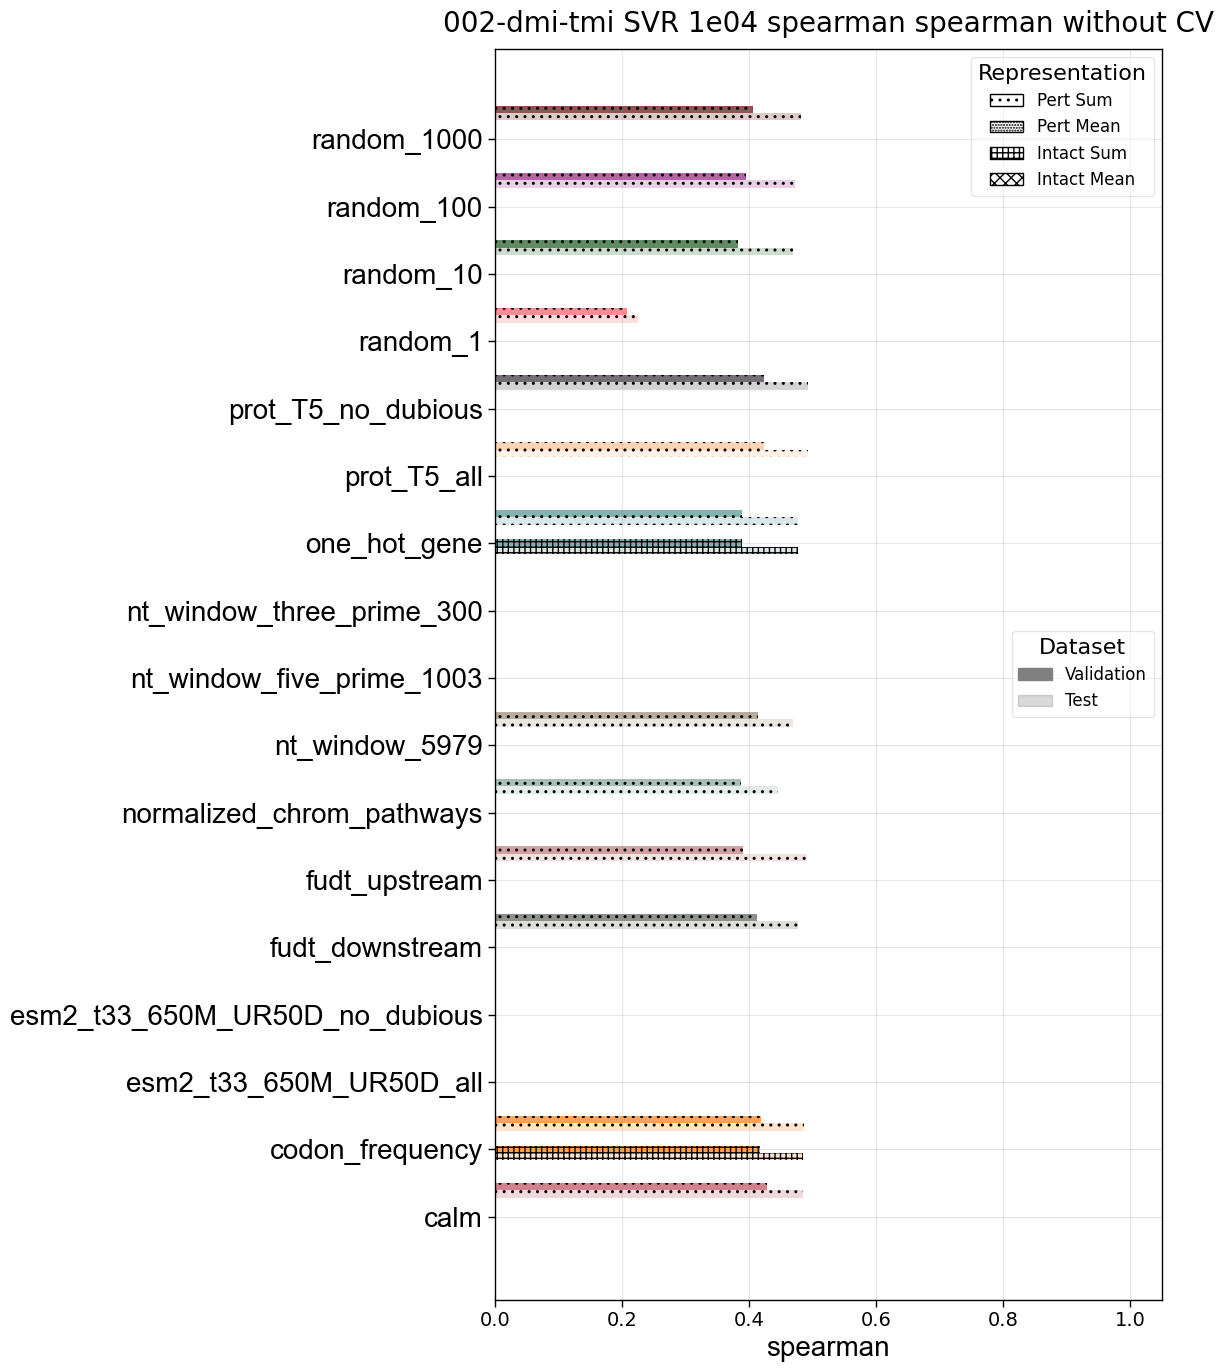 002-dmi-tmi SVR 1e04 spearman spearman without CV
Representation
Pert Sum
Pert Mean
Intact Sum
Intact Mean
random_1000
random_100
random_10
random_1
prot_T5_no_dubious
prot_T5_all
one_hot_gene
nt_window_three_prime_300
nt_window_five_prime_1003
nt_window_5979
normalized_chrom_pathways
fudt_upstream
fudt_downstream
esm2_t33_650M_UR50D_no_dubious
esm2_t33_650M_UR50D_all
codon_frequency
calm
Dataset
Validation
Test
0.0 0.2 0.4 0.6 0.8 1.0
spearman